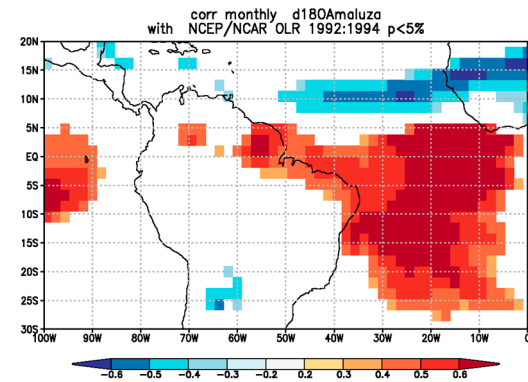 corr monthly d18OAmaluza
with NCEP/NCAR OLR 1992:1994 p<5%
20N
15N
10N
5N
EQ
5S
10S
15S
20S
25S
30S
100W 90W 80W 70W 60W 50W 40W 30W 20W 10W 0
-0.6 -0.5 -0.4 -0.3 -0.2 0.2 0.3 0.4 0.5 0.6